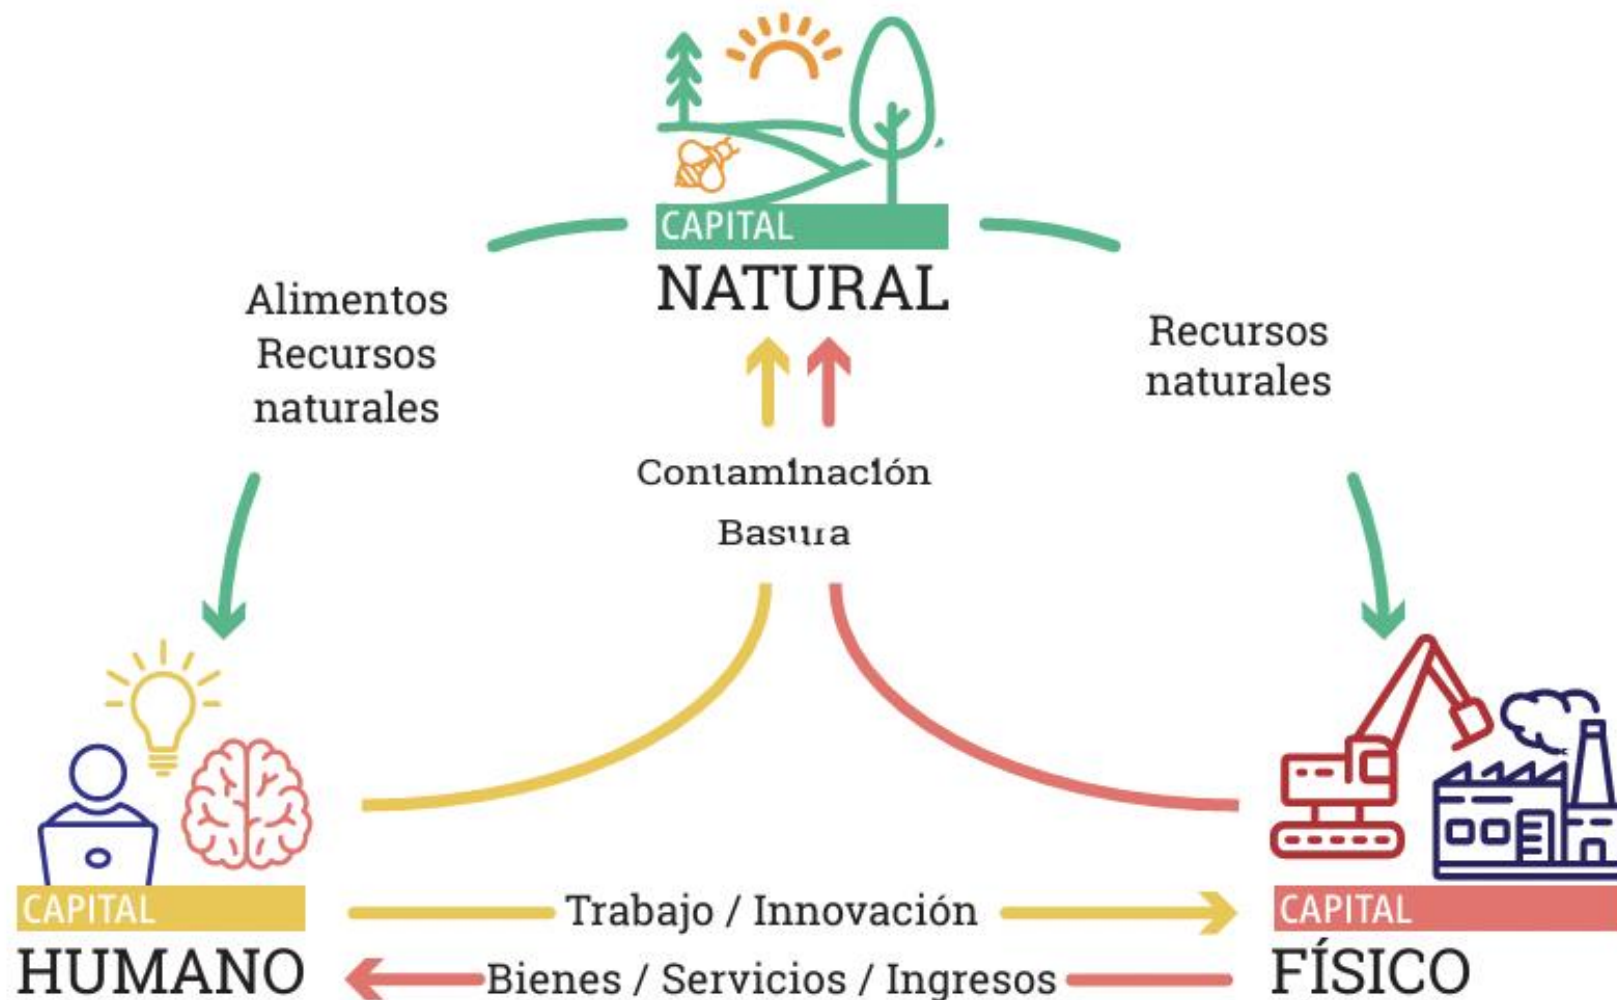 CAPITAL
NATURAL
Alimentos
Recursos
naturales
Recursos
naturales
Contaminación
Basura
CAPITAL
HUMANO
Trabajo / Innovación
Bienes / Servicios / Ingresos
CAPITAL
FÍSICO